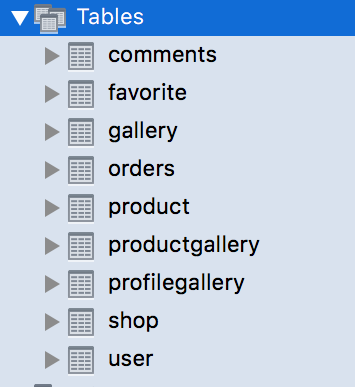 Tables
comments
favorite
gallery
orders
product
productgallery
profilegallery
shop
user